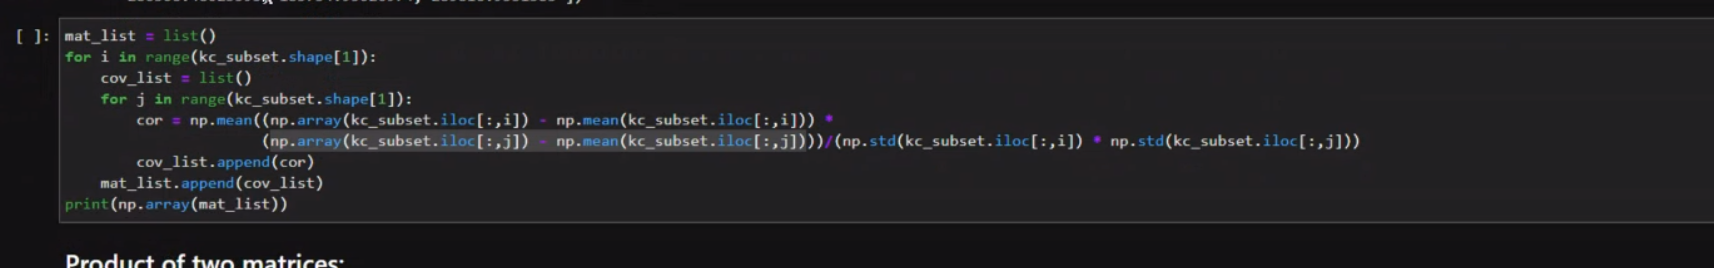 [ ]: mat_list = list()
for i in range(kc_subset.shape[1]):
    cov_list = list()
    for j in range(kc_subset.shape[1]):
        cor = np.mean((np.array(kc_subset.iloc[:,i]) - np.mean(kc_subset.iloc[:,i])) *
                      (np.array(kc_subset.iloc[:,j]) - np.mean(kc_subset.iloc[:,j])))/(np.std(kc_subset.iloc[:,i]) * np.std(kc_subset.iloc[:,j]))
        cov_list.append(cor)
    mat_list.append(cov_list)
print(np.array(mat_list))
Product of two matrices: